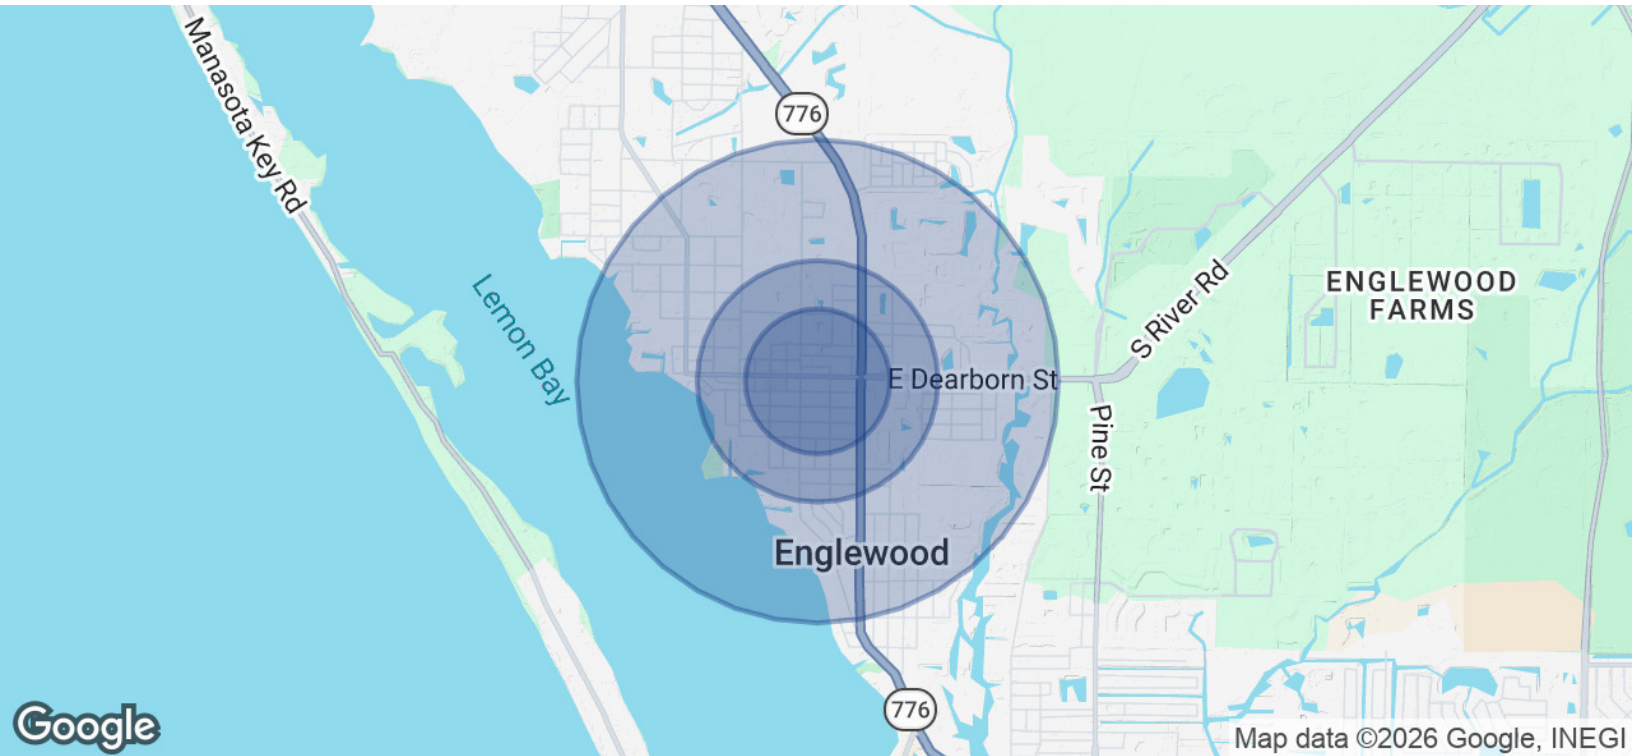 Manasota Key Rd
776
Lemon Bay
S River Rd
ENGLEWOOD
FARMS
E Dearborn St
Pine St
Englewood
776
Google
Map data ©2026 Google, INEGI